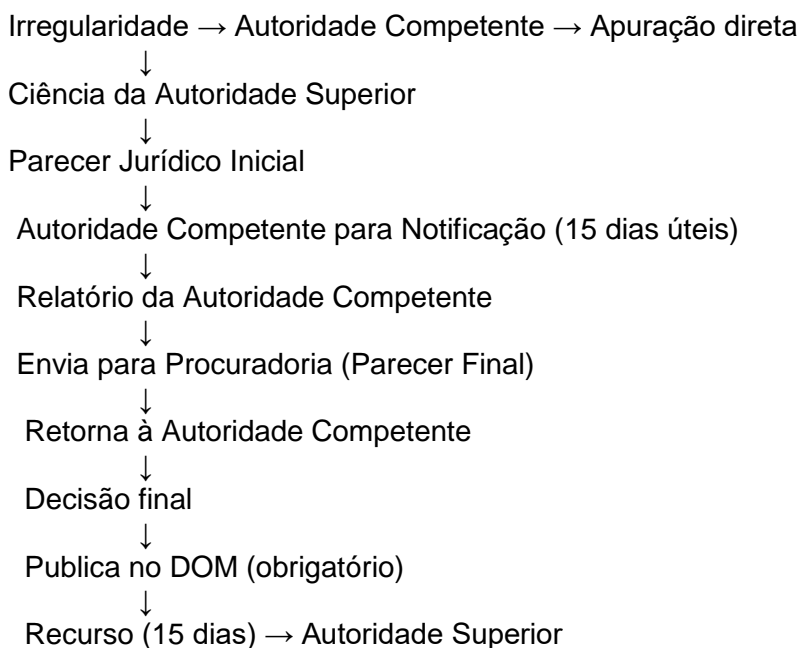 Irregularidade → Autoridade Competente → Apuração direta
↓
Ciência da Autoridade Superior
↓
Parecer Jurídico Inicial
↓
Autoridade Competente para Notificação (15 dias úteis)
↓
Relatório da Autoridade Competente
↓
Envia para Procuradoria (Parecer Final)
↓
Retorna à Autoridade Competente
↓
Decisão final
↓
Publica no DOM (obrigatório)
↓
Recurso (15 dias) → Autoridade Superior